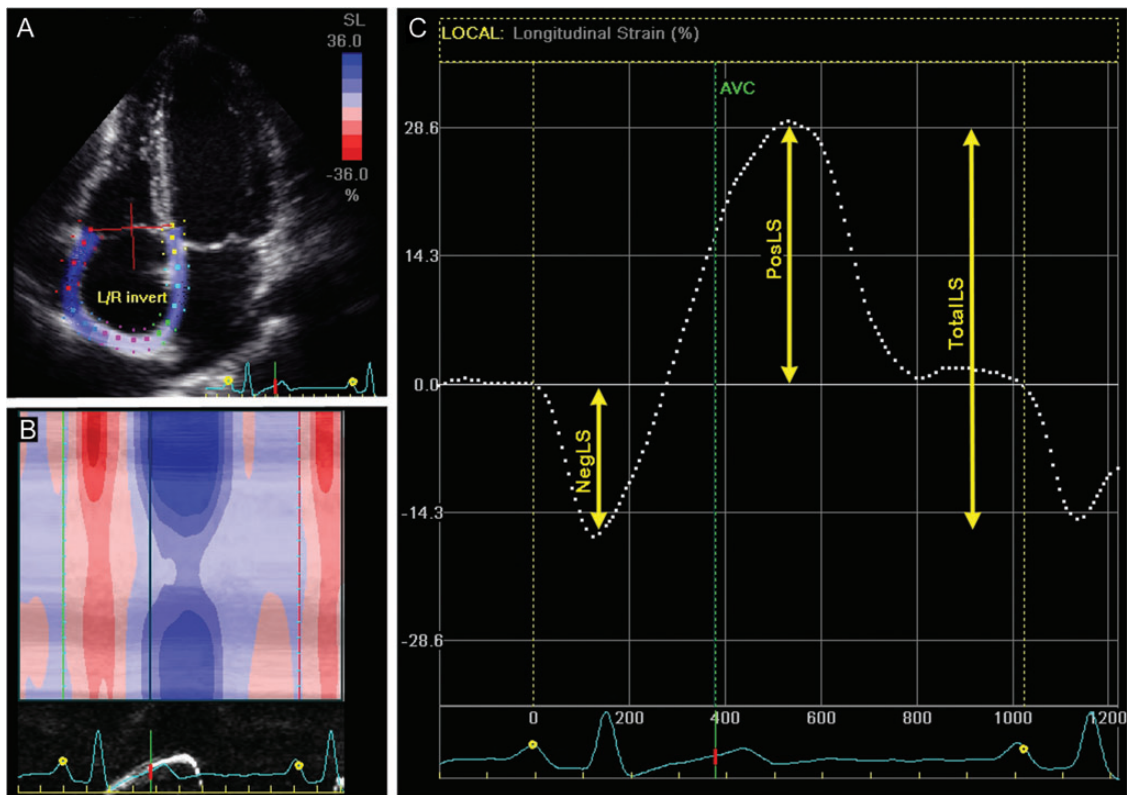 A
SL
36.0
-36.0
%
L/R invert
B
C
LOCAL: Longitudinal Strain (%)
AVC
28.6
14.3
0.0
-14.3
-28.6
NegLS
PosLS
TotalLS
0 200 400 600 800 1000 1200